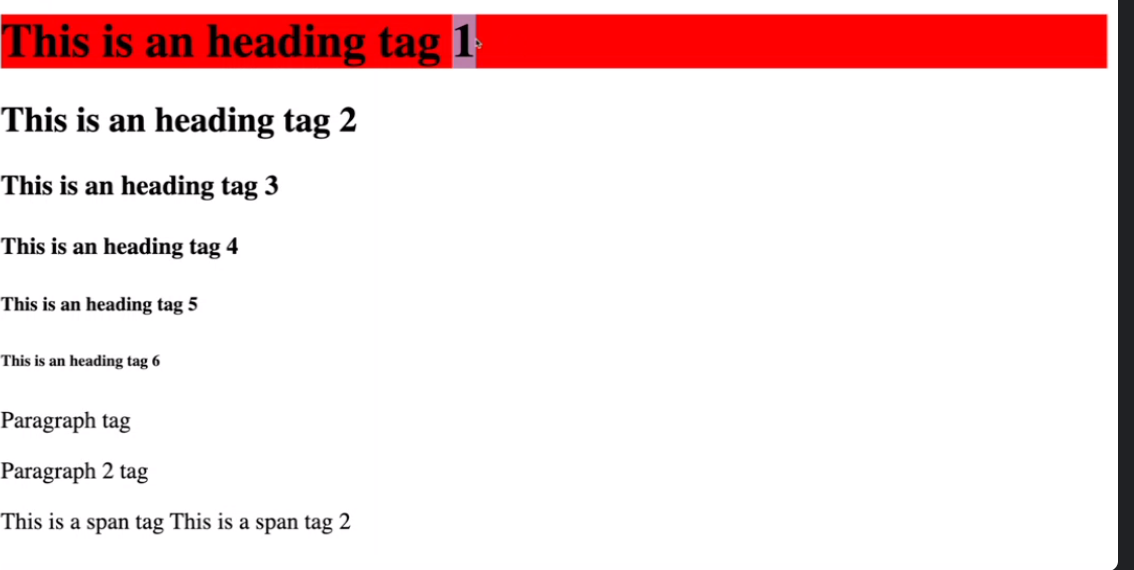 This is an heading tag 1
This is an heading tag 2
This is an heading tag 3
This is an heading tag 4
This is an heading tag 5
This is an heading tag 6
Paragraph tag
Paragraph 2 tag
This is a span tag This is a span tag 2